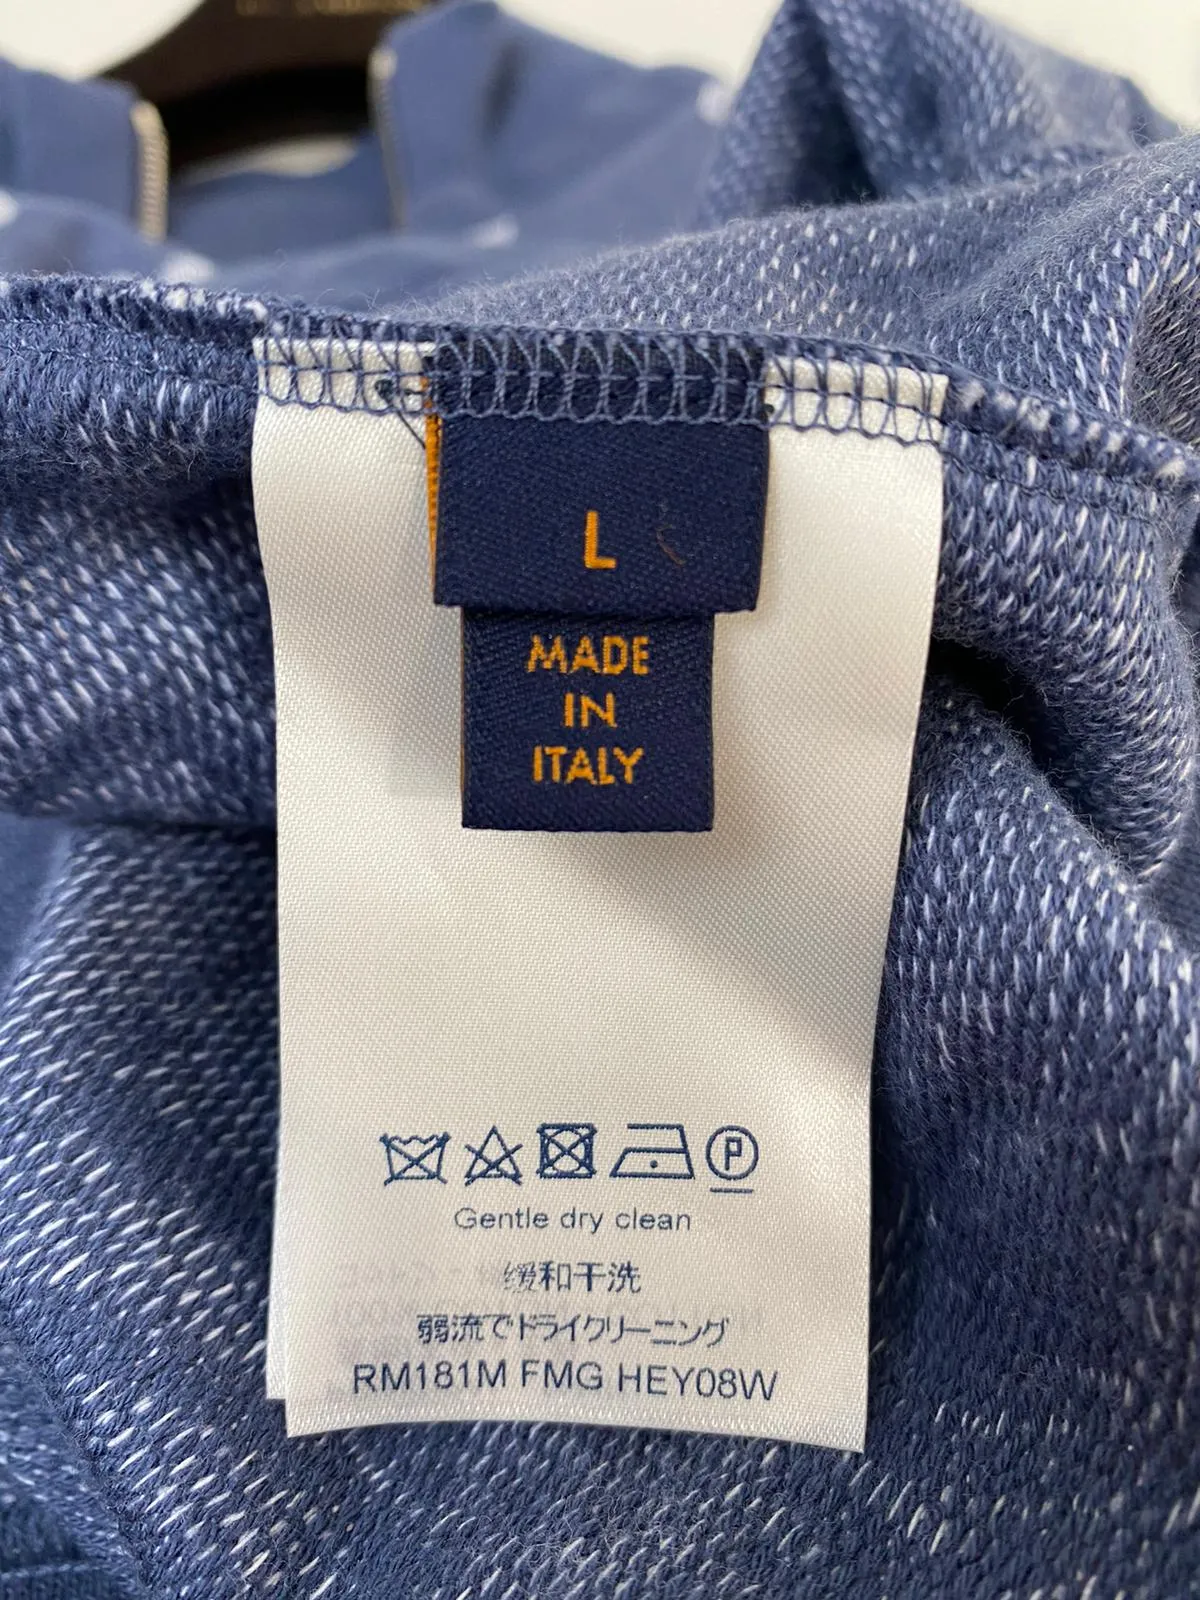 L
MADE
IN
ITALY
P
Gentle dry clean
缓和干洗
弱流でドライクリーニング
RM181M FMG HEY08W